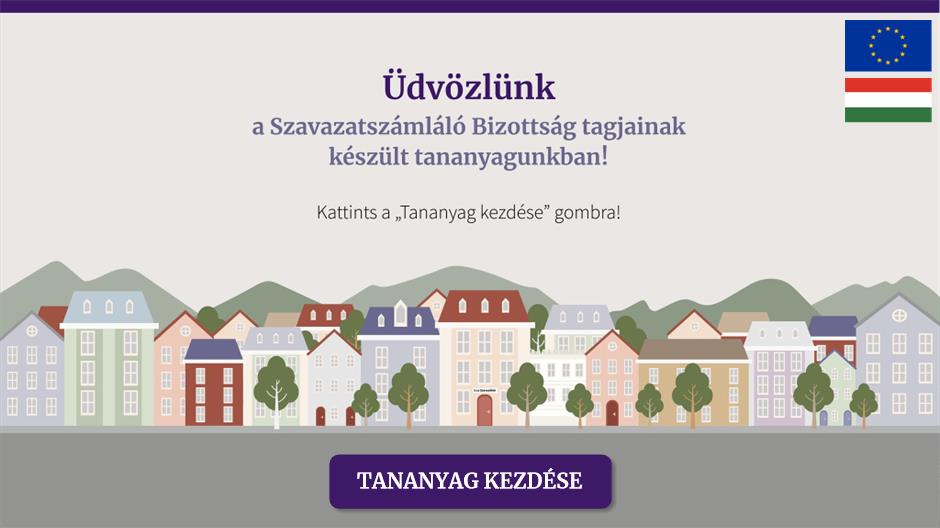 Üdvözlünk
a Szavazatszámláló Bizottság tagjainak
készült tananyagunkban!
Kattints a „Tananyag kezdése” gombra!
TANANYAG KEZDÉSE